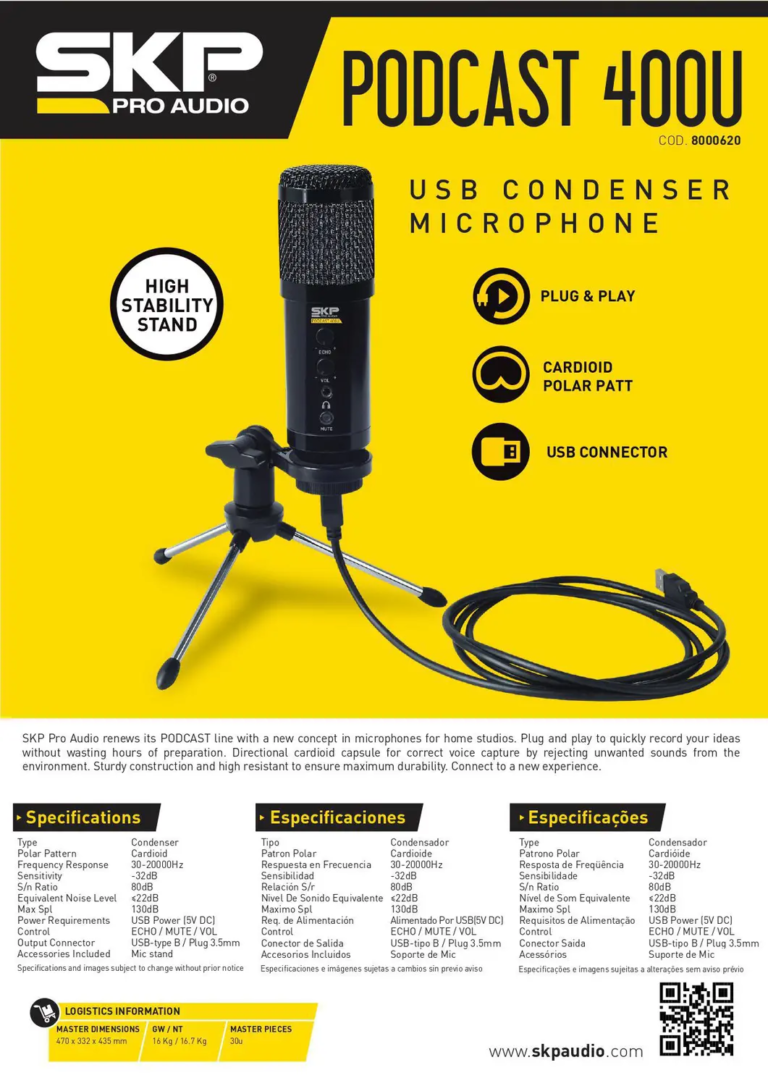 SKP
®
PRO AUDIO
PODCAST 400U
COD. 8000620
USB CONDENSER
MICROPHONE
HIGH
STABILITY
STAND
PLUG & PLAY
CARDIOID
POLAR PATT
USB CONNECTOR
SKP
PODCAST 400U
ECHO
VOL
MUTE
SKP Pro Audio renews its PODCAST line with a new concept in microphones for home studios. Plug and play to quickly record your ideas
without wasting hours of preparation. Directional cardioid capsule for correct voice capture by rejecting unwanted sounds from the
environment. Sturdy construction and high resistant to ensure maximum durability. Connect to a new experience.
Specifications
Type Condenser
Polar Pattern Cardioid
Frequency Response 30-20000Hz
Sensitivity -32dB
S/n Ratio 80dB
Equivalent Noise Level ≤22dB
Max Spl 130dB
Power Requirements USB Power (5V DC)
Control ECHO / MUTE / VOL
Output Connector USB-type B / Plug 3.5mm
Accessories Included Mic stand
Specifications and images subject to change without prior notice
Especificaciones
Tipo Condensador
Patron Polar Cardioide
Respuesta en Frecuencia 30-20000Hz
Sensibilidad -32dB
Relación S/r 80dB
Nivel De Sonido Equivalente ≤22dB
Maximo Spl 130dB
Req. de Alimentación Alimentado Por USB(5V DC)
Control ECHO / MUTE / VOL
Conector de Salida USB-tipo B / Plug 3.5mm
Accesorios Incluidos Soporte de Mic
Especificaciones e imágenes sujetas a cambios sin previo aviso
Especificações
Type Condensador
Patrono Polar Cardióide
Resposta de Freqüência 30-20000Hz
Sensibilidade -32dB
S/n Ratio 80dB
Nível de Som Equivalente ≤22dB
Maximo Spl 130dB
Requisitos de Alimentação USB Power (5V DC)
Control ECHO / MUTE / VOL
Conector Saida USB-tipo B / Plug 3.5mm
Acessórios Suporte de Mic
Especificações e imagens sujeitas a alterações sem aviso prévio
LOGISTICS INFORMATION
MASTER DIMENSIONS GW / NT MASTER PIECES
470 x 332 x 435 mm 16 Kg / 16.7 Kg 30u
www.skpaudio.com